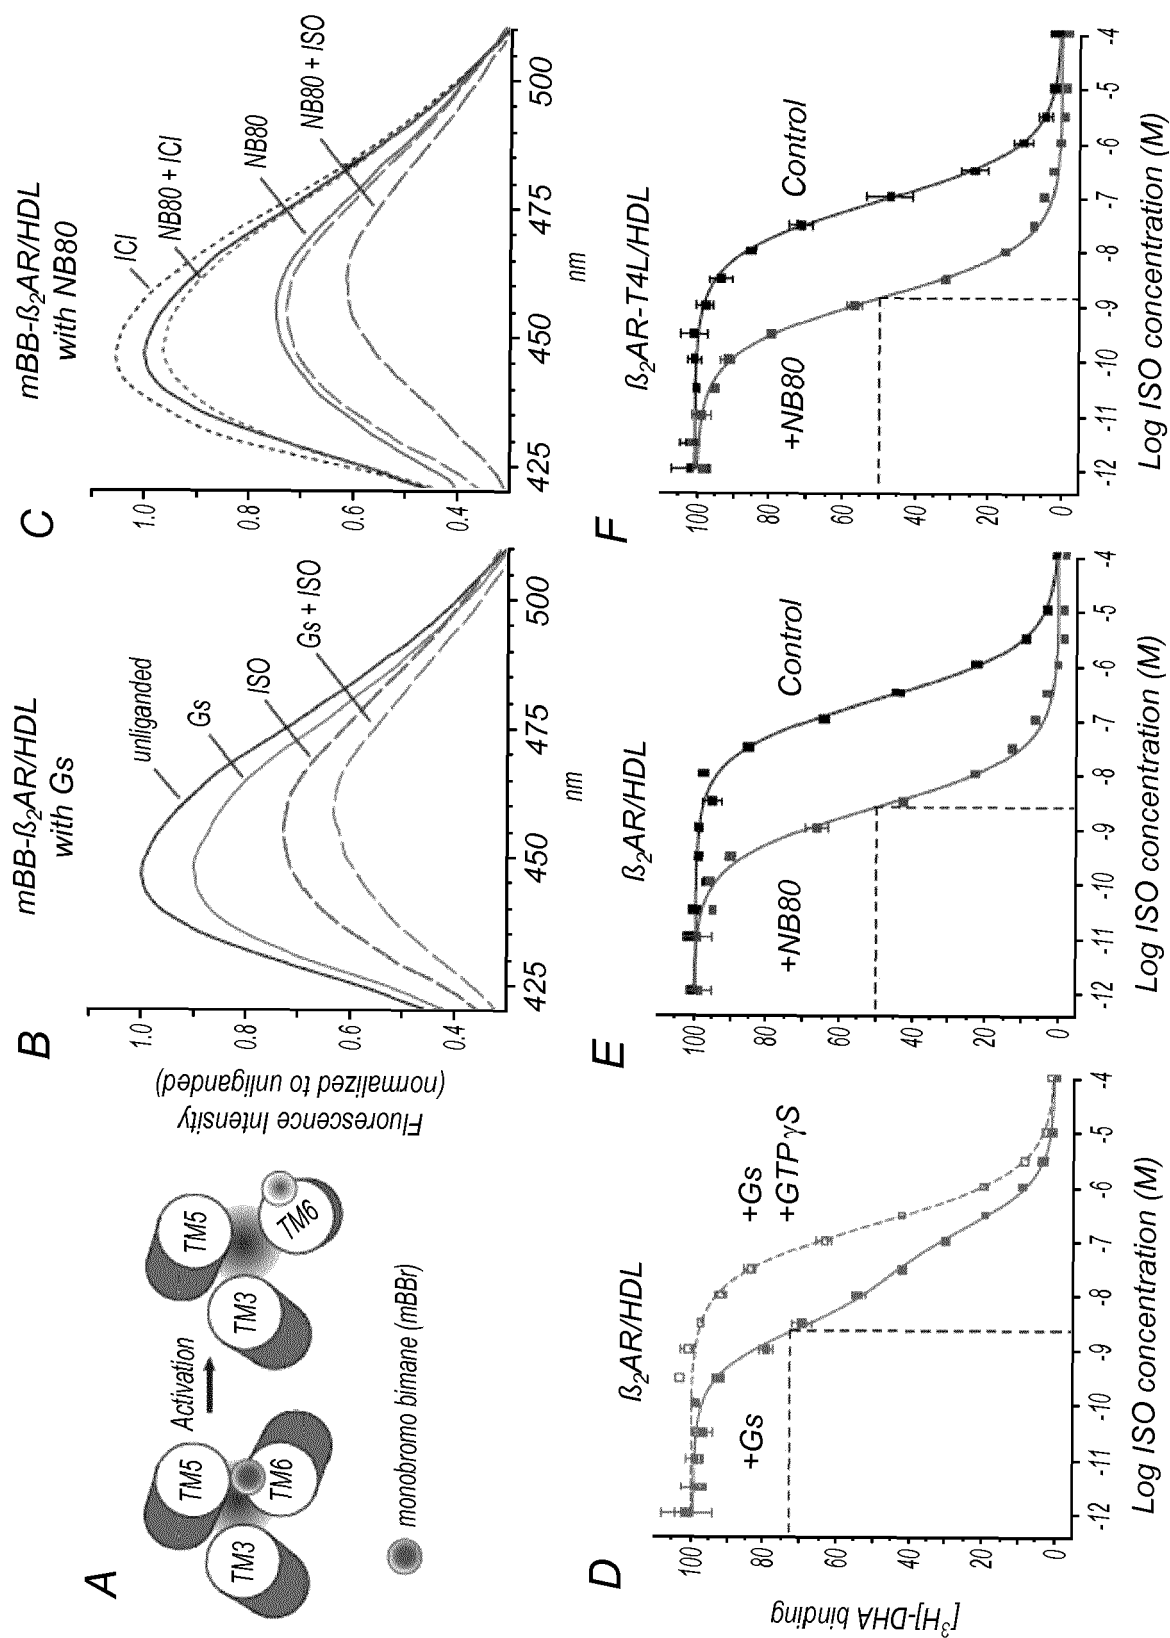 A
TM5
TM3
TM6
Activation
TM5
TM3
TM6
monobromo bimane (mBBr)
B
mBB-ß₂AR/HDL
with Gs
Fluorescence Intensity
(normalized to unliganded)
1.0
0.8
0.6
0.4
unliganded
Gs
ISO
Gs + ISO
425
450
475
500
nm
C
mBB-ß₂AR/HDL
with NB80
1.0
0.8
0.6
0.4
ICI
NB80 + ICI
NB80
NB80 + ISO
425
450
475
500
nm
D
ß₂AR/HDL
[³H]-DHA binding
100
80
60
40
20
0
+Gs
+Gs
+GTPγS
-12
-11
-10
-9
-8
-7
-6
-5
-4
Log ISO concentration (M)
E
ß₂AR/HDL
100
80
60
40
20
0
+NB80
Control
-12
-11
-10
-9
-8
-7
-6
-5
-4
Log ISO concentration (M)
F
ß₂AR-T4L/HDL
100
80
60
40
20
0
+NB80
Control
-12
-11
-10
-9
-8
-7
-6
-5
-4
Log ISO concentration (M)